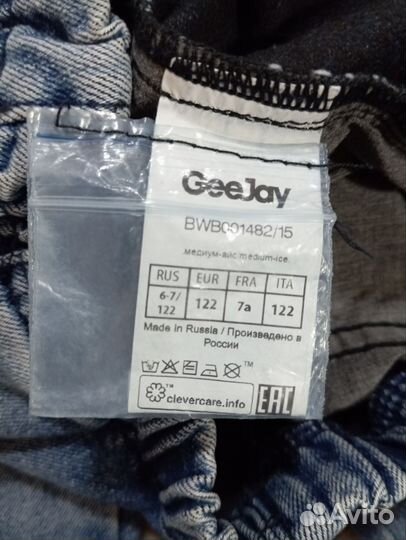 GeeJay
BWB001482/15
медиум-айс medium-ice
RUS EUR FRA ITA
6-7/122 122 7a 122
Made in Russia / Произведено в
России
clevercare.info EAC
Avito